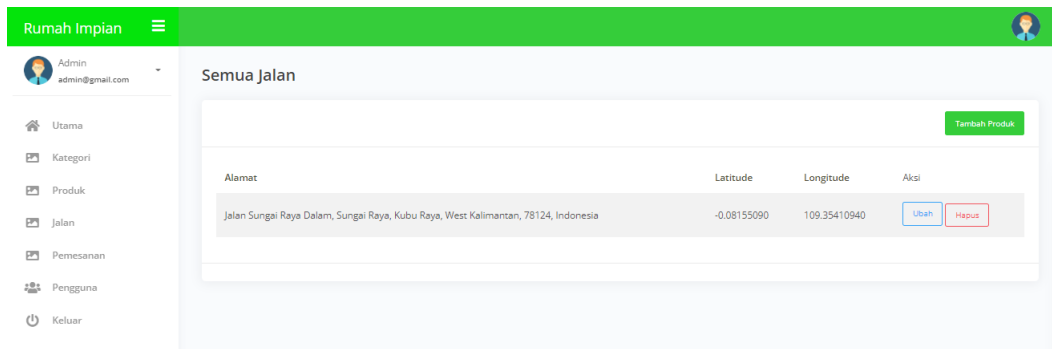 Rumah Impian
Admin
admin@gmail.com
Utama
Kategori
Produk
Jalan
Pemesanan
Pengguna
Keluar
Semua Jalan
Tambah Produk
Alamat Latitude Longitude Aksi
Jalan Sungai Raya Dalam, Sungai Raya, Kubu Raya, West Kalimantan, 78124, Indonesia -0.08155090 109.35410940 Ubah Hapus